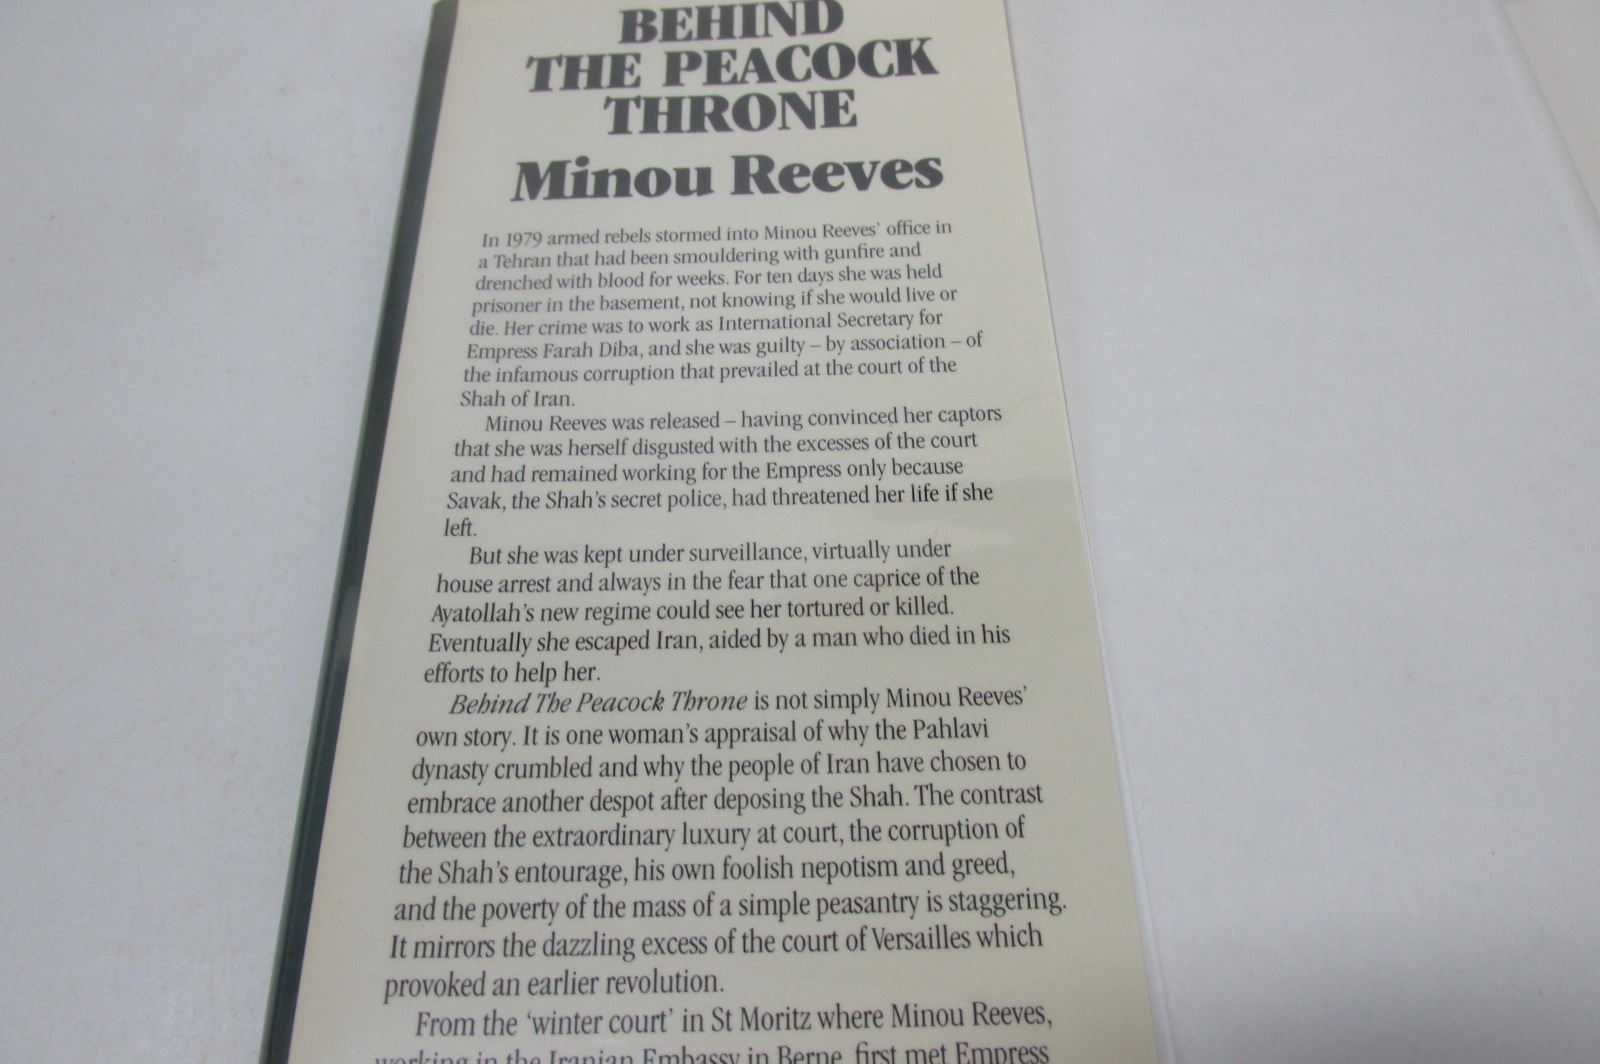 BEHIND
THE PEACOCK
THRONE
Minou Reeves
In 1979 armed rebels stormed into Minou Reeves' office in
a Tehran that had been smouldering with gunfire and
drenched with blood for weeks. For ten days she was held
prisoner in the basement, not knowing if she would live or
die. Her crime was to work as International Secretary for
Empress Farah Diba, and she was guilty – by association – of
the infamous corruption that prevailed at the court of the
Shah of Iran.
Minou Reeves was released – having convinced her captors
that she was herself disgusted with the excesses of the court
and had remained working for the Empress only because
Savak, the Shah's secret police, had threatened her life if she
left.
But she was kept under surveillance, virtually under
house arrest and always in the fear that one caprice of the
Ayatollah's new regime could see her tortured or killed.
Eventually she escaped Iran, aided by a man who died in his
efforts to help her.
Behind The Peacock Throne is not simply Minou Reeves'
own story. It is one woman's appraisal of why the Pahlavi
dynasty crumbled and why the people of Iran have chosen to
embrace another despot after deposing the Shah. The contrast
between the extraordinary luxury at court, the corruption of
the Shah's entourage, his own foolish nepotism and greed,
and the poverty of the mass of a simple peasantry is staggering.
It mirrors the dazzling excess of the court of Versailles which
provoked an earlier revolution.
From the 'winter court' in St Moritz where Minou Reeves,
working in the Iranian Embassy in Berne, first met Empress